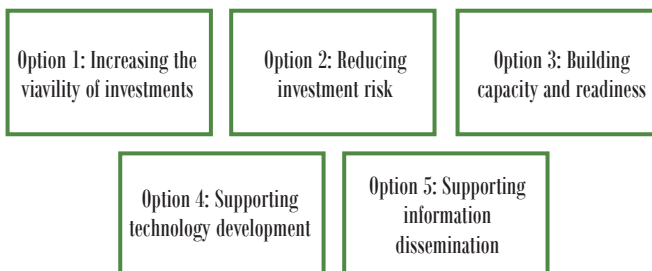 Option 1: Increasing the
viavility of investments
Option 2: Reducing
investment risk
Option 3: Building
capacity and readiness
Option 4: Supporting
technology development
Option 5: Supporting
information
dissemination